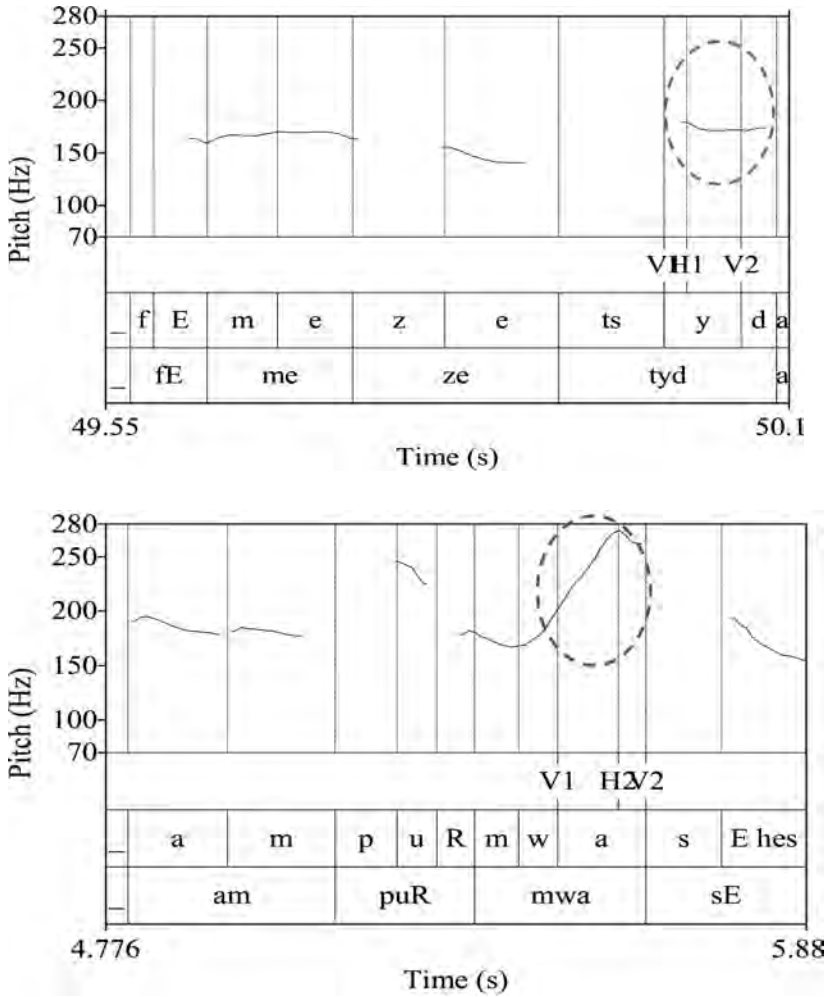 280
250
200
150
100
70
Pitch (Hz)
V1 H1 V2
_ f E m e z e ts y d a
_ fE me ze tyd a
49.55 50.1
Time (s)
280
250
200
150
100
70
Pitch (Hz)
V1 H2 V2
_ a m p u R m w a s E hes
_ am puR mwa sE
4.776 5.88
Time (s)